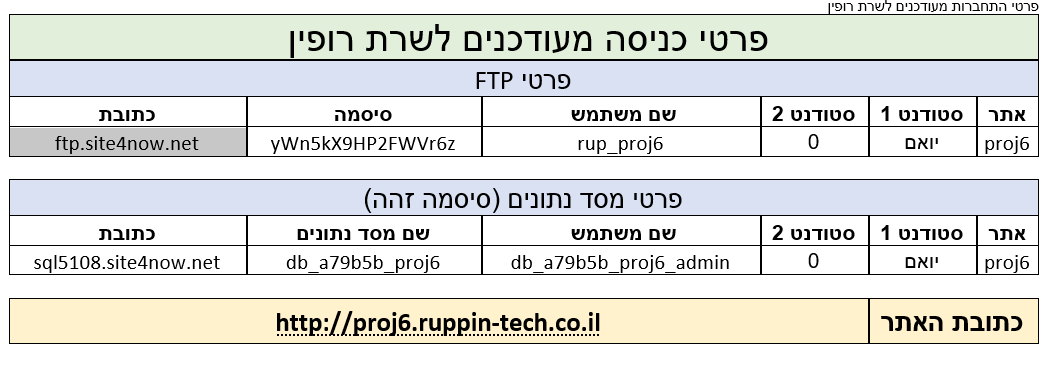 פרטי התחברות מעודכנים לשרת רופין
פרטי כניסה מעודכנים לשרת רופין
פרטי FTP
אתר סטודנט 1 סטודנט 2 שם משתמש סיסמה כתובת
proj6 יואם 0 rup_proj6 yWn5kX9HP2FWVr6z ftp.site4now.net
פרטי מסד נתונים (סיסמה זהה)
אתר סטודנט 1 סטודנט 2 שם משתמש שם מסד נתונים כתובת
proj6 יואם 0 db_a79b5b_proj6_admin db_a79b5b_proj6 sql5108.site4now.net
כתובת האתר http://proj6.ruppin-tech.co.il